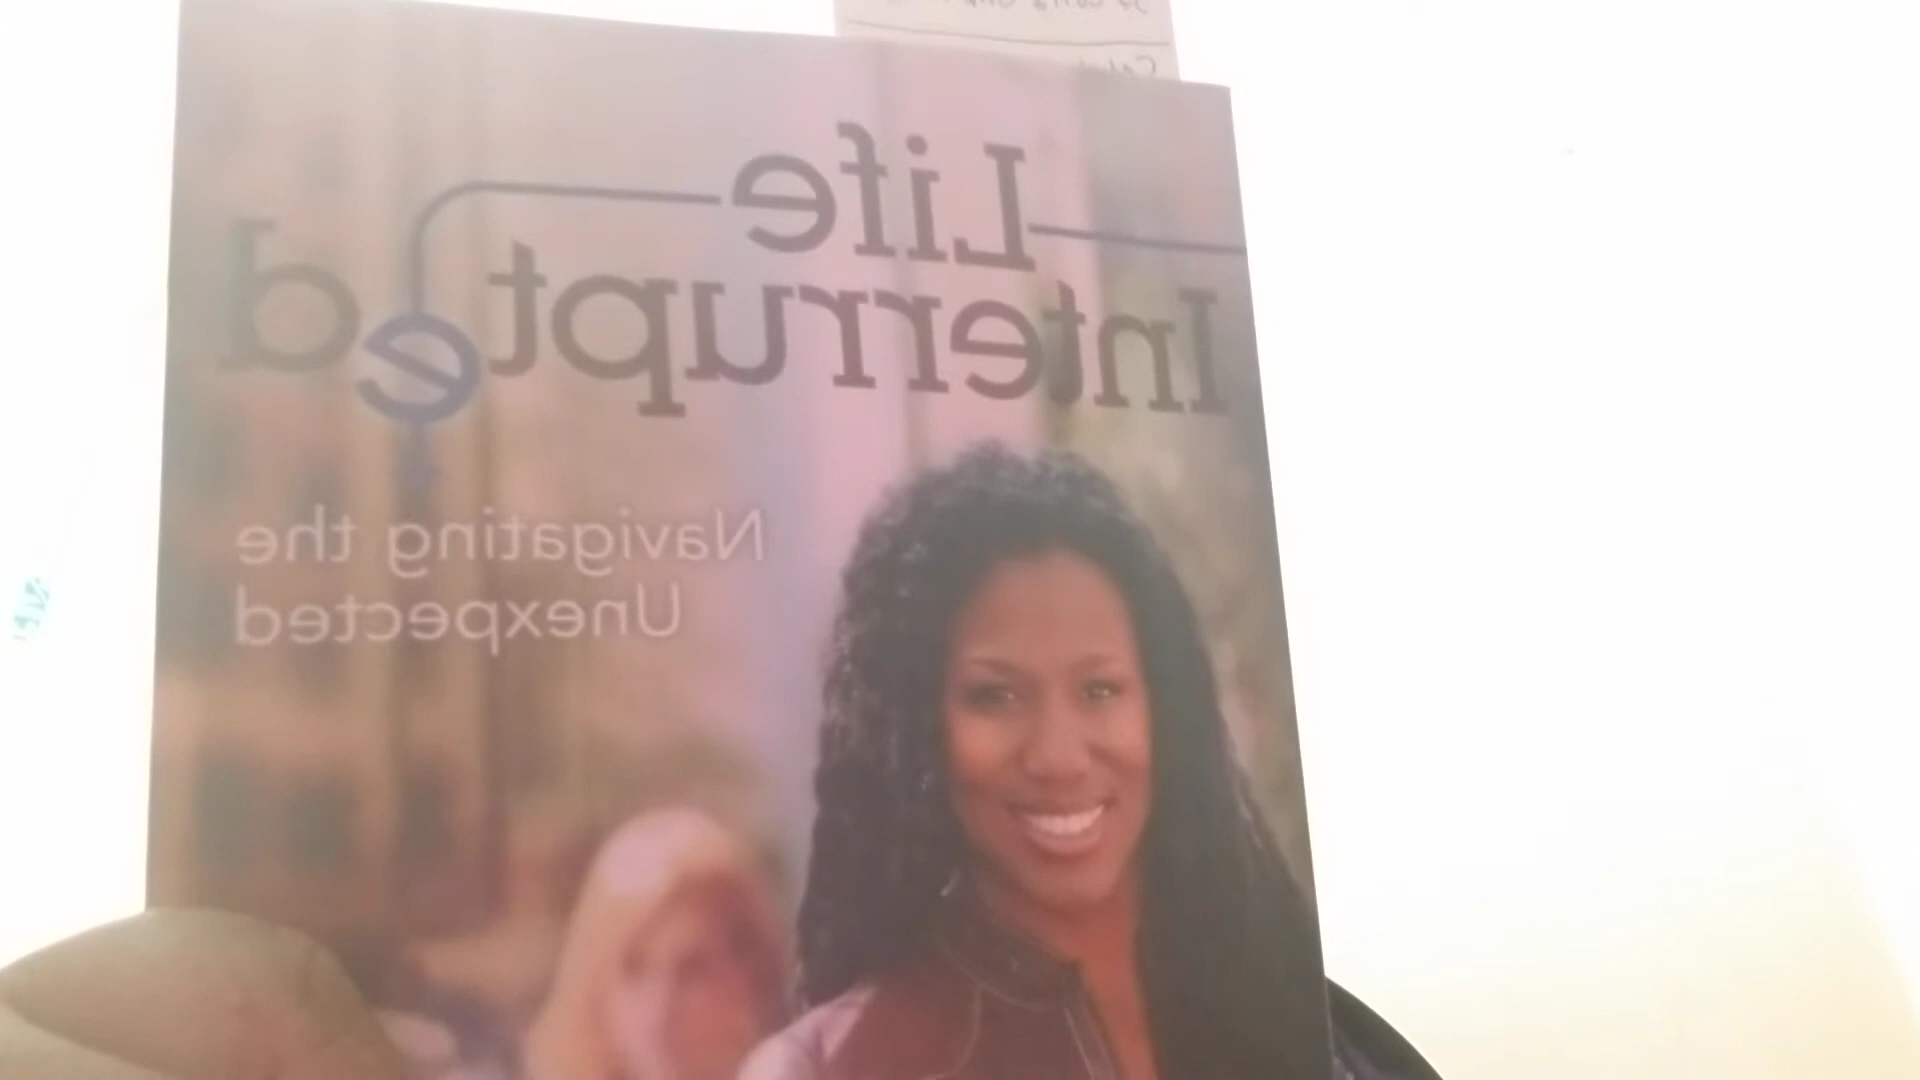 Life
Interrupted
Navigating the
Unexpected